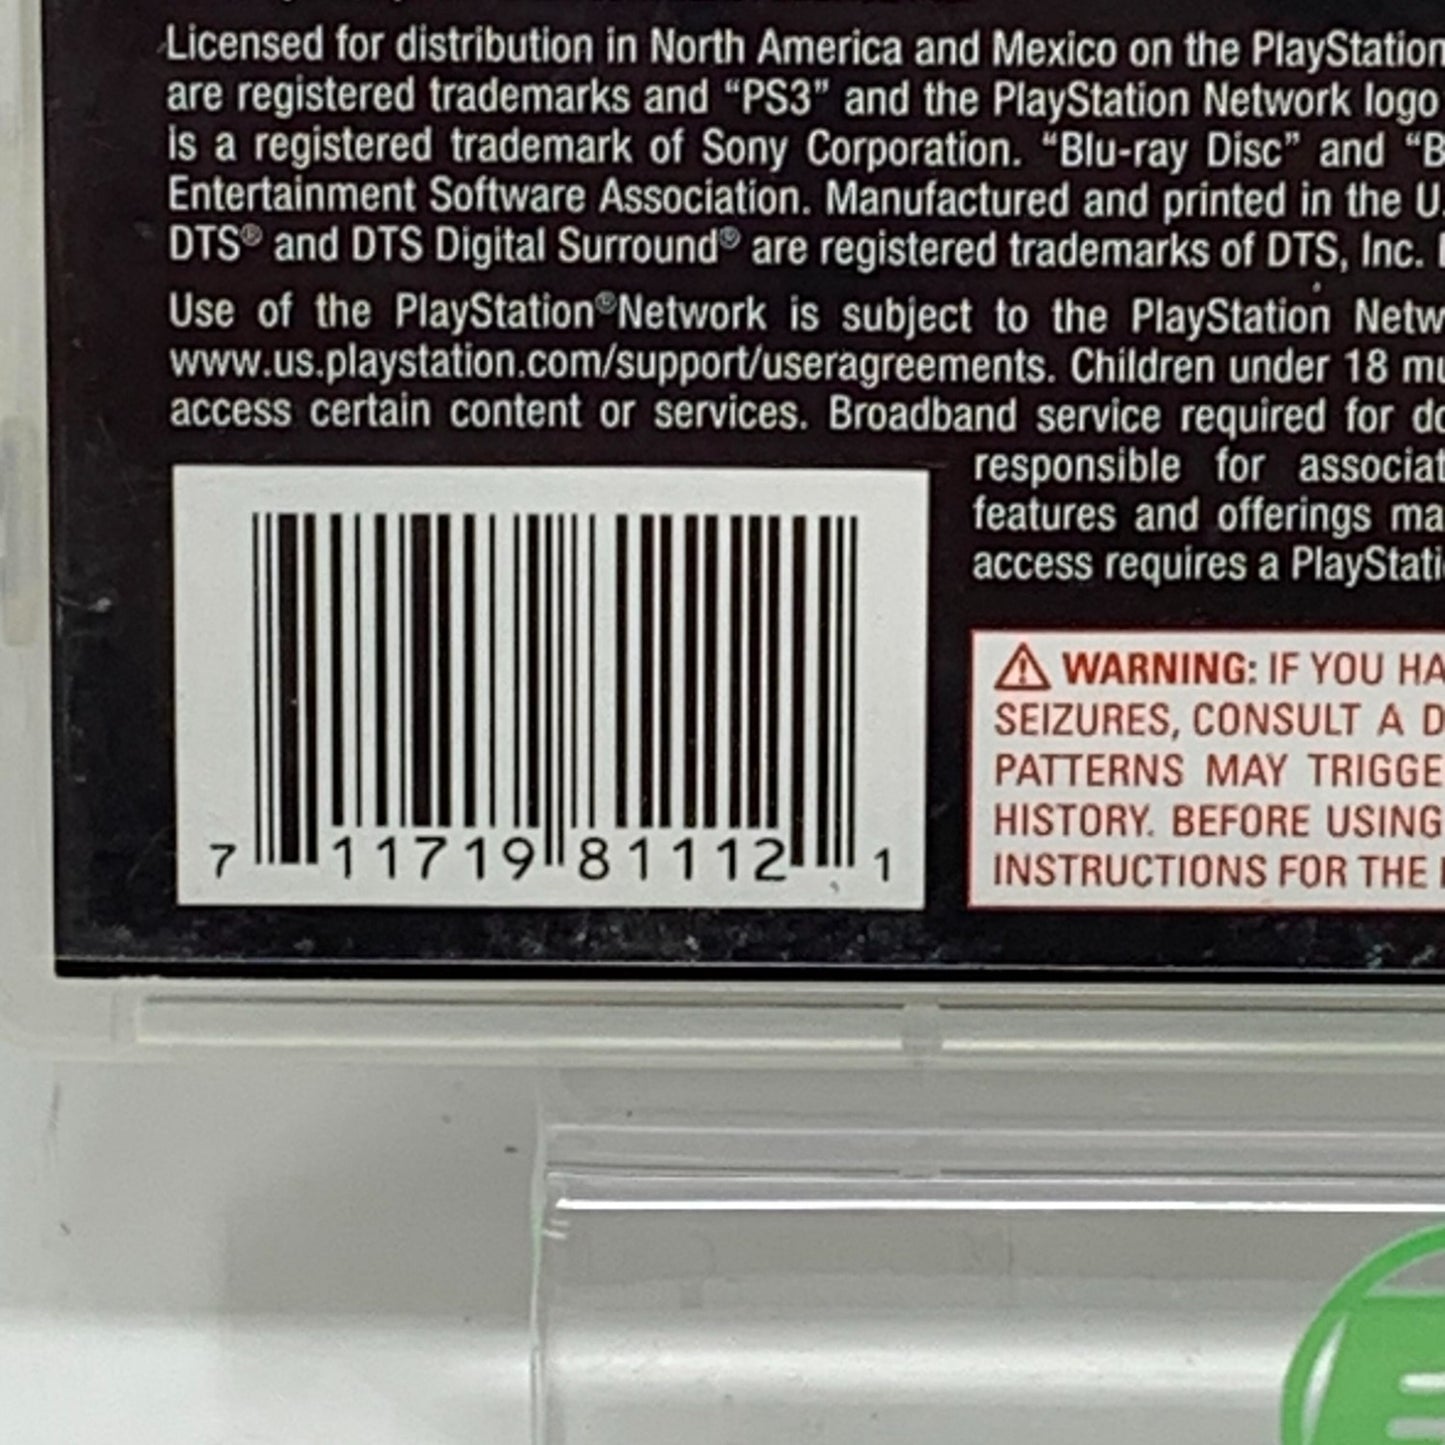 Licensed for distribution in North America and Mexico on the PlayStation
are registered trademarks and “PS3” and the PlayStation Network logo
is a registered trademark of Sony Corporation. “Blu-ray Disc” and “B
Entertainment Software Association. Manufactured and printed in the U.
DTS® and DTS Digital Surround® are registered trademarks of DTS, Inc.
Use of the PlayStation®Network is subject to the PlayStation Netw
www.us.playstation.com/support/useragreements. Children under 18 mu
access certain content or services. Broadband service required for do
responsible for associat
features and offerings ma
access requires a PlayStati
7 11719 81112 1
⚠ WARNING: IF YOU HA
SEIZURES, CONSULT A D
PATTERNS MAY TRIGGE
HISTORY. BEFORE USING
INSTRUCTIONS FOR THE